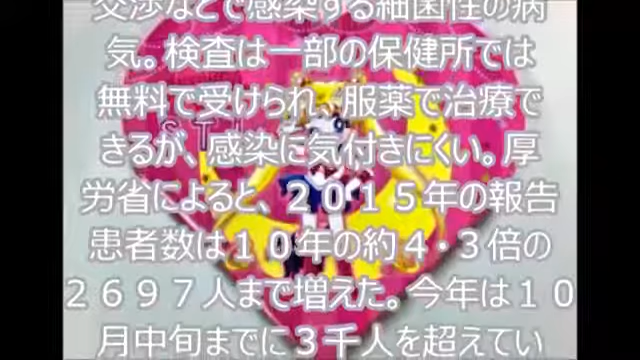 交渉などで感染する細菌性の病
気。検査は一部の保健所では
無料で受けられ、服薬で治療で
きるが、感染に気付きにくい。厚
労省によると、２０１５年の報告
患者数は１０年の約４・３倍の
２６９７人まで増えた。今年は１０
月中旬までに３千人を超えてい